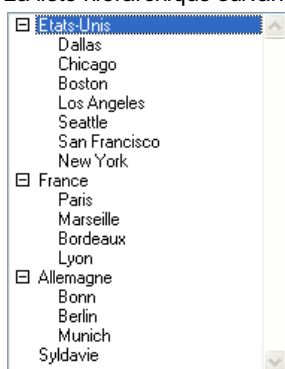 La liste hiérarchique suivan
Etats-Unis
Dallas
Chicago
Boston
Los Angeles
Seattle
San Francisco
New York
France
Paris
Marseille
Bordeaux
Lyon
Allemagne
Bonn
Berlin
Munich
Syldavie